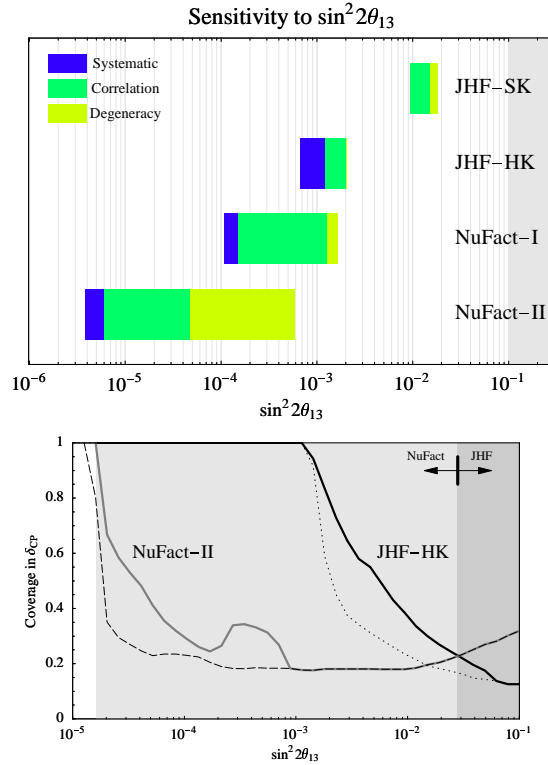 Sensitivity to sin²2θ₁₃
Systematic
Correlation
Degeneracy
JHF−SK
JHF−HK
NuFact−I
NuFact−II
10⁻⁶ 10⁻⁵ 10⁻⁴ 10⁻³ 10⁻² 10⁻¹
sin²2θ₁₃
1
0.8
0.6
0.4
0.2
0
Coverage in δCP
NuFact JHF
NuFact−II JHF−HK
10⁻⁵ 10⁻⁴ 10⁻³ 10⁻² 10⁻¹
sin²2θ₁₃